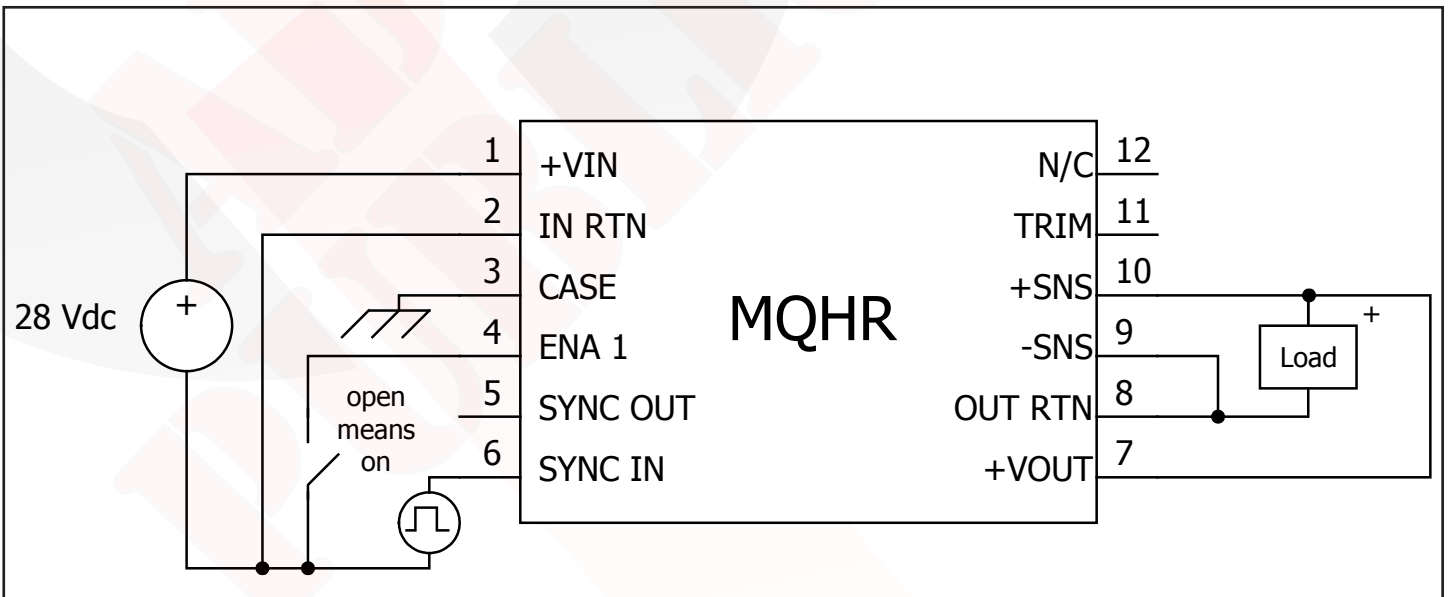 1 +VIN
2 IN RTN
3 CASE
4 ENA 1
5 SYNC OUT
6 SYNC IN
MQHR
N/C 12
TRIM 11
+SNS 10
-SNS 9
OUT RTN 8
+VOUT 7
28 Vdc
+
open
means
on
Load
+